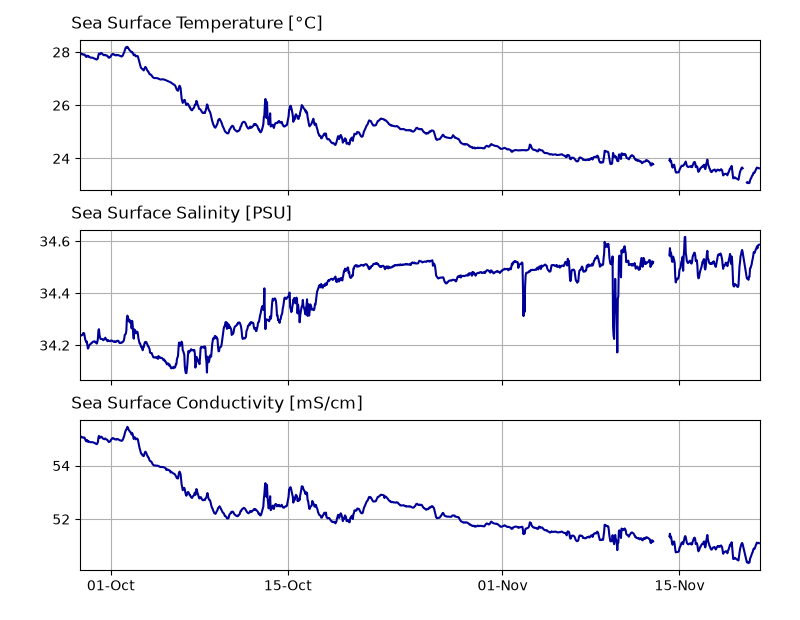 Sea Surface Temperature [°C]
28
26
24
Sea Surface Salinity [PSU]
34.6
34.4
34.2
Sea Surface Conductivity [mS/cm]
54
52
01-Oct 15-Oct 01-Nov 15-Nov